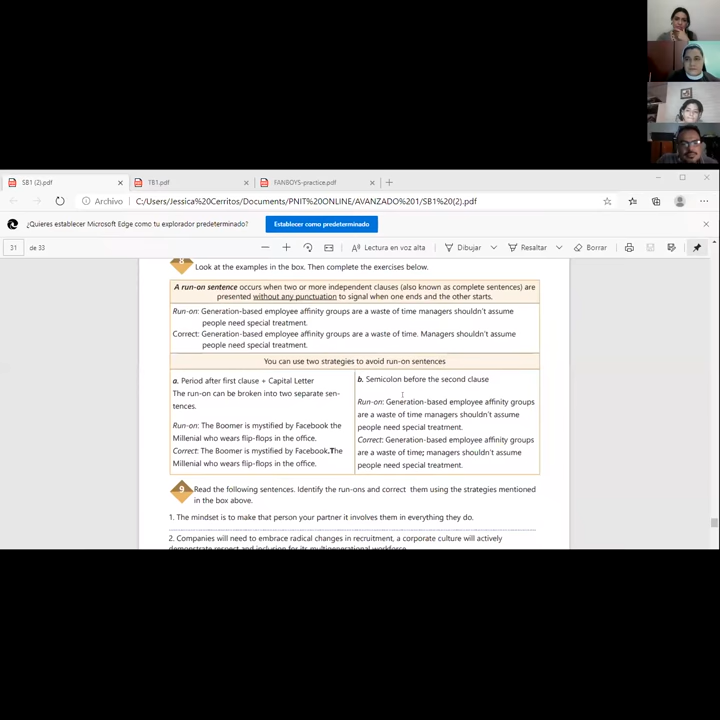 SB1 (2).pdf
TB1.pdf
FANBOYS-practice.pdf
Archivo
C:/Users/Jessica%20Cerritos/Documents/PNIT%20ONLINE/AVANZADO%201/SB1%20(2).pdf
¿Quieres establecer Microsoft Edge como tu explorador predeterminado?
Establecer como predeterminado
31 de 33
Lectura en voz alta
Dibujar
Resaltar
Borrar
8 Look at the examples in the box. Then complete the exercises below.
A run-on sentence occurs when two or more independent clauses (also known as complete sentences) are
presented without any punctuation to signal when one ends and the other starts.
Run-on: Generation-based employee affinity groups are a waste of time managers shouldn't assume
people need special treatment.
Correct: Generation-based employee affinity groups are a waste of time. Managers shouldn't assume
people need special treatment.
You can use two strategies to avoid run-on sentences
a. Period after first clause + Capital Letter
The run-on can be broken into two separate sen-
tences.
Run-on: The Boomer is mystified by Facebook the
Millenial who wears flip-flops in the office.
Correct: The Boomer is mystified by Facebook.The
Millenial who wears flip-flops in the office.
b. Semicolon before the second clause
Run-on: Generation-based employee affinity groups
are a waste of time managers shouldn't assume
people need special treatment.
Correct: Generation-based employee affinity groups
are a waste of time; managers shouldn't assume
people need special treatment.
9 Read the following sentences. Identify the run-ons and correct them using the strategies mentioned
in the box above.
1. The mindset is to make that person your partner it involves them in everything they do.
2. Companies will need to embrace radical changes in recruitment, a corporate culture will actively
demonstrate respect and inclusion for its multigenerational workforce.